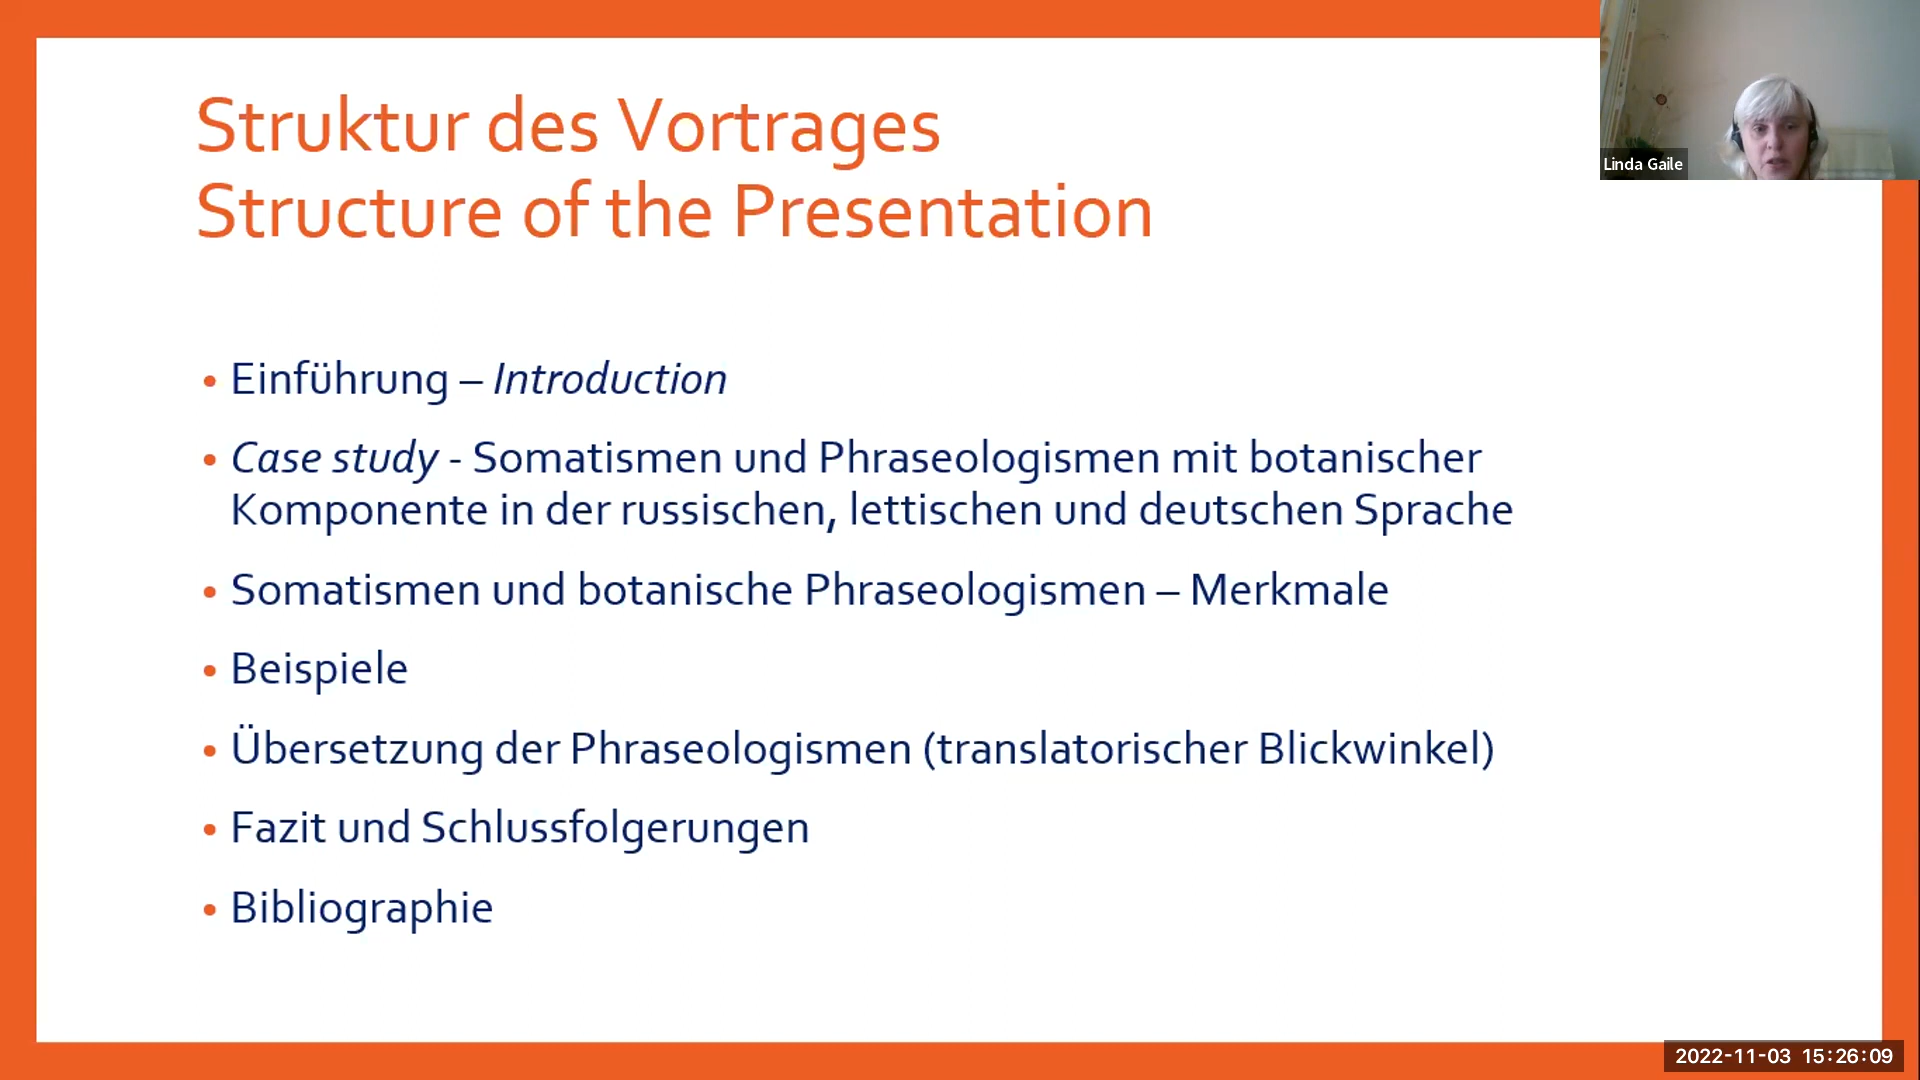 Struktur des Vortrages
Structure of the Presentation
Linda Gaile
• Einführung – Introduction
• Case study - Somatismen und Phraseologismen mit botanischer
Komponente in der russischen, lettischen und deutschen Sprache
• Somatismen und botanische Phraseologismen – Merkmale
• Beispiele
• Übersetzung der Phraseologismen (translatorischer Blickwinkel)
• Fazit und Schlussfolgerungen
• Bibliographie
2022-11-03 15:26:09